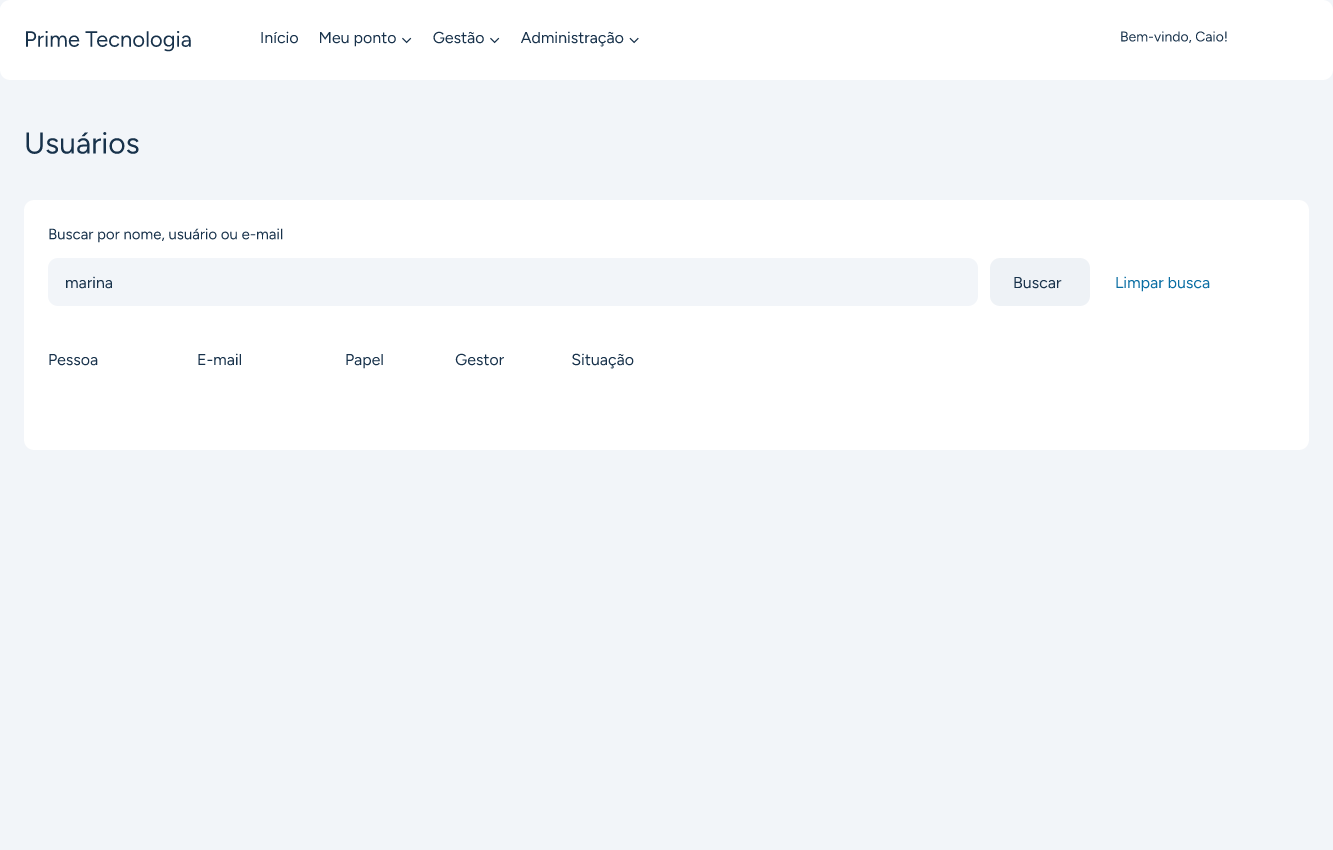 Prime Tecnologia Início Meu ponto Gestão Administração Bem-vindo, Caio!
Usuários
Buscar por nome, usuário ou e-mail
marina Buscar Limpar busca
Pessoa E-mail Papel Gestor Situação